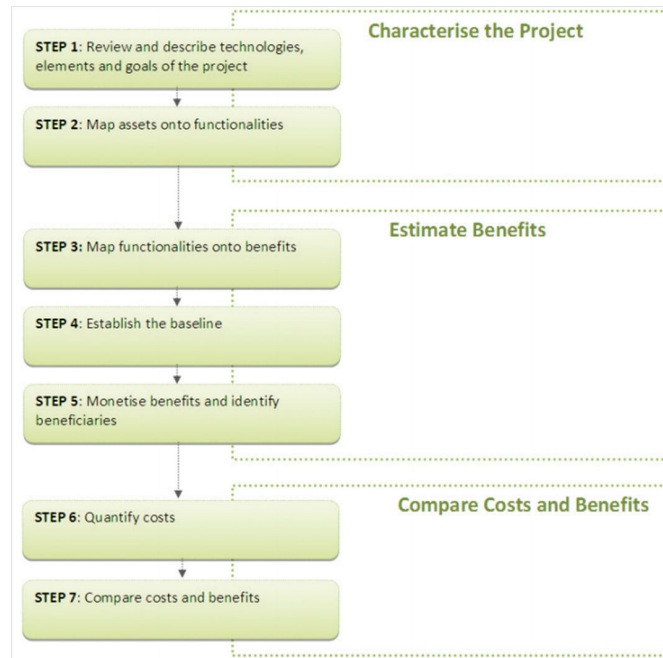 Characterise the Project
STEP 1: Review and describe technologies,
elements and goals of the project
STEP 2: Map assets onto functionalities
Estimate Benefits
STEP 3: Map functionalities onto benefits
STEP 4: Establish the baseline
STEP 5: Monetise benefits and identify
beneficiaries
Compare Costs and Benefits
STEP 6: Quantify costs
STEP 7: Compare costs and benefits